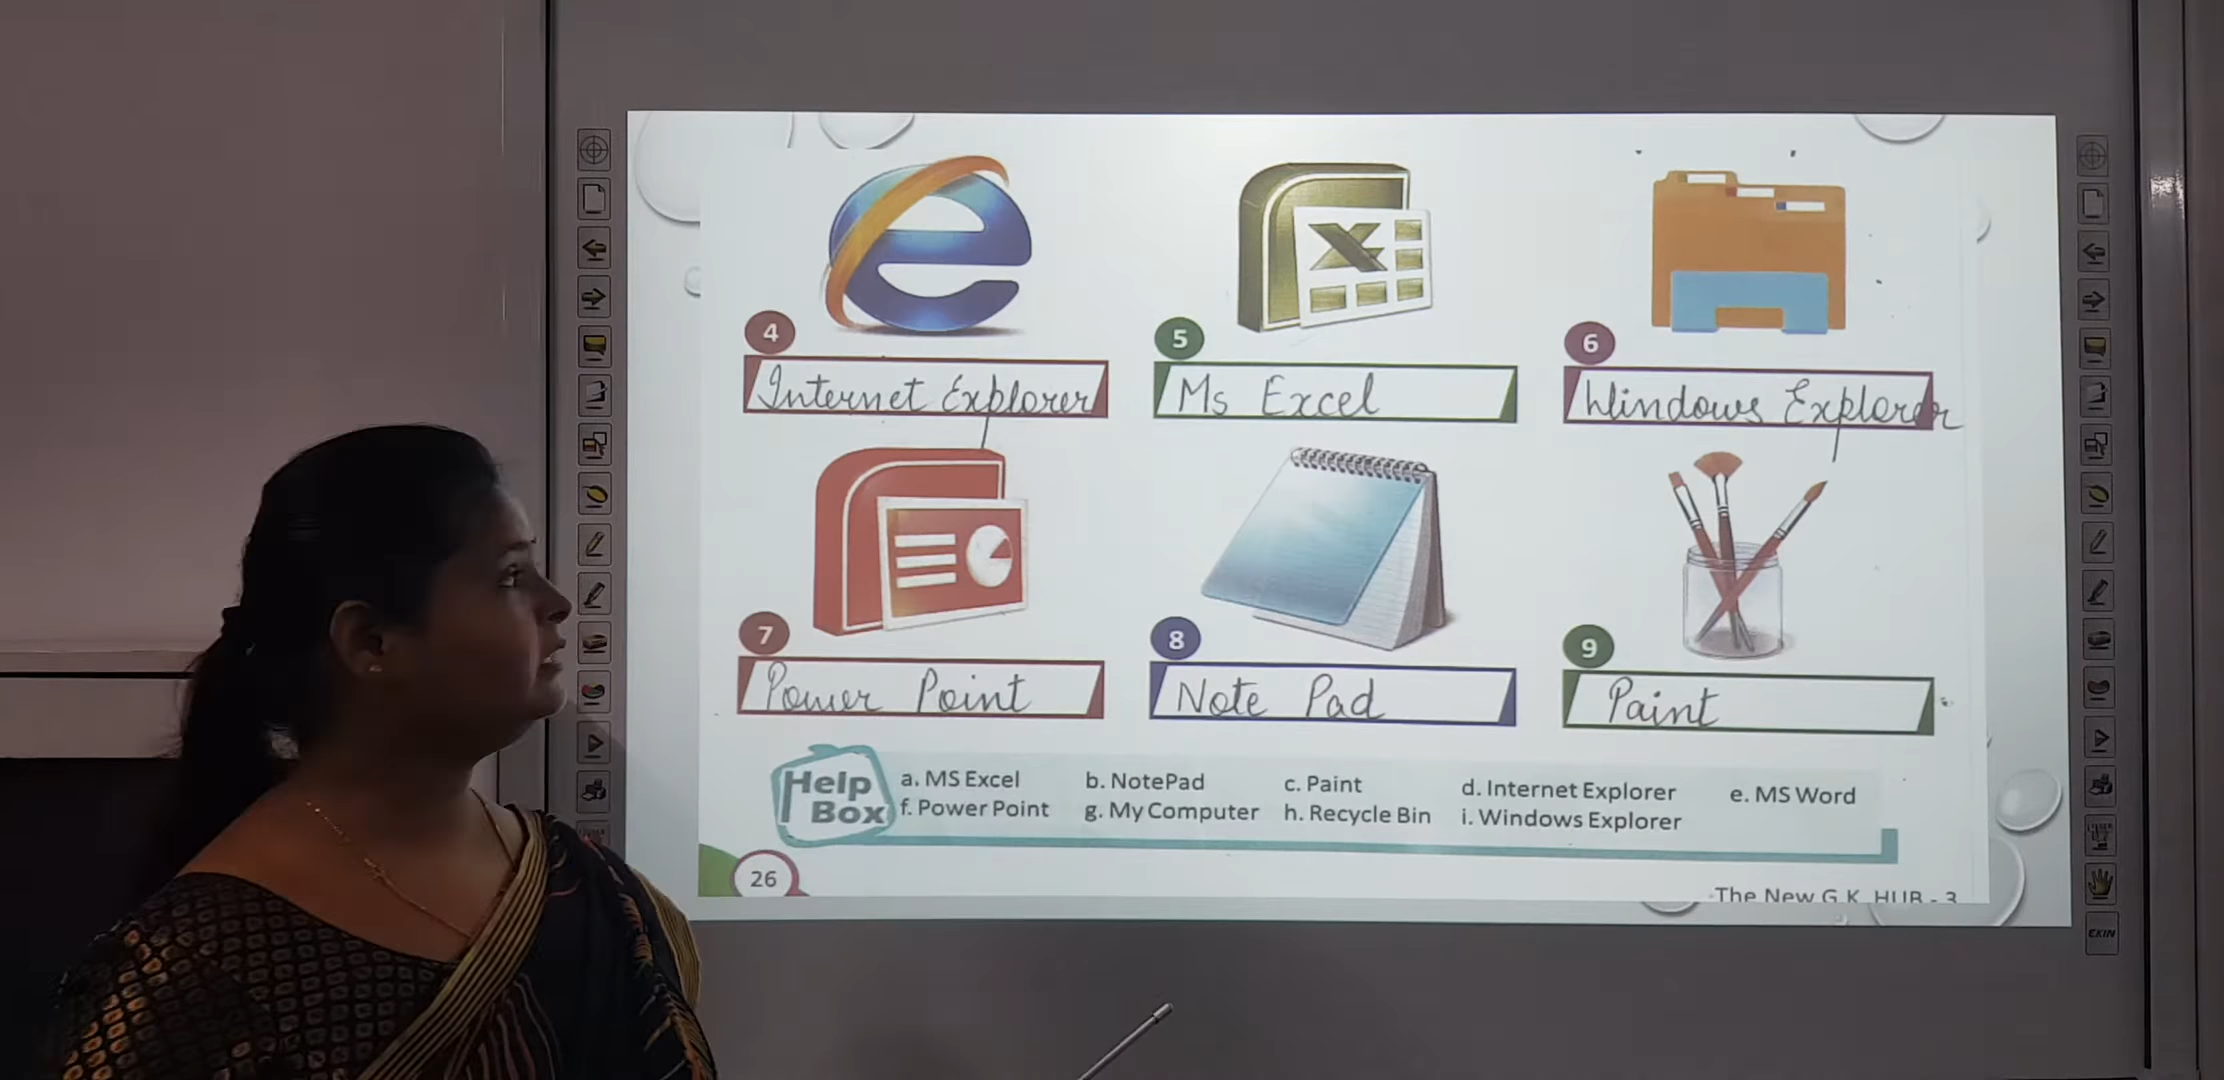 4
5
6
Internet Explorer
Ms Excel
Windows Explorer
7
8
9
Power Point
Note Pad
Paint
Help Box
a. MS Excel
b. NotePad
c. Paint
d. Internet Explorer
e. MS Word
f. Power Point
g. My Computer
h. Recycle Bin
i. Windows Explorer
26
The New G.K. HUB - 3
EKIN